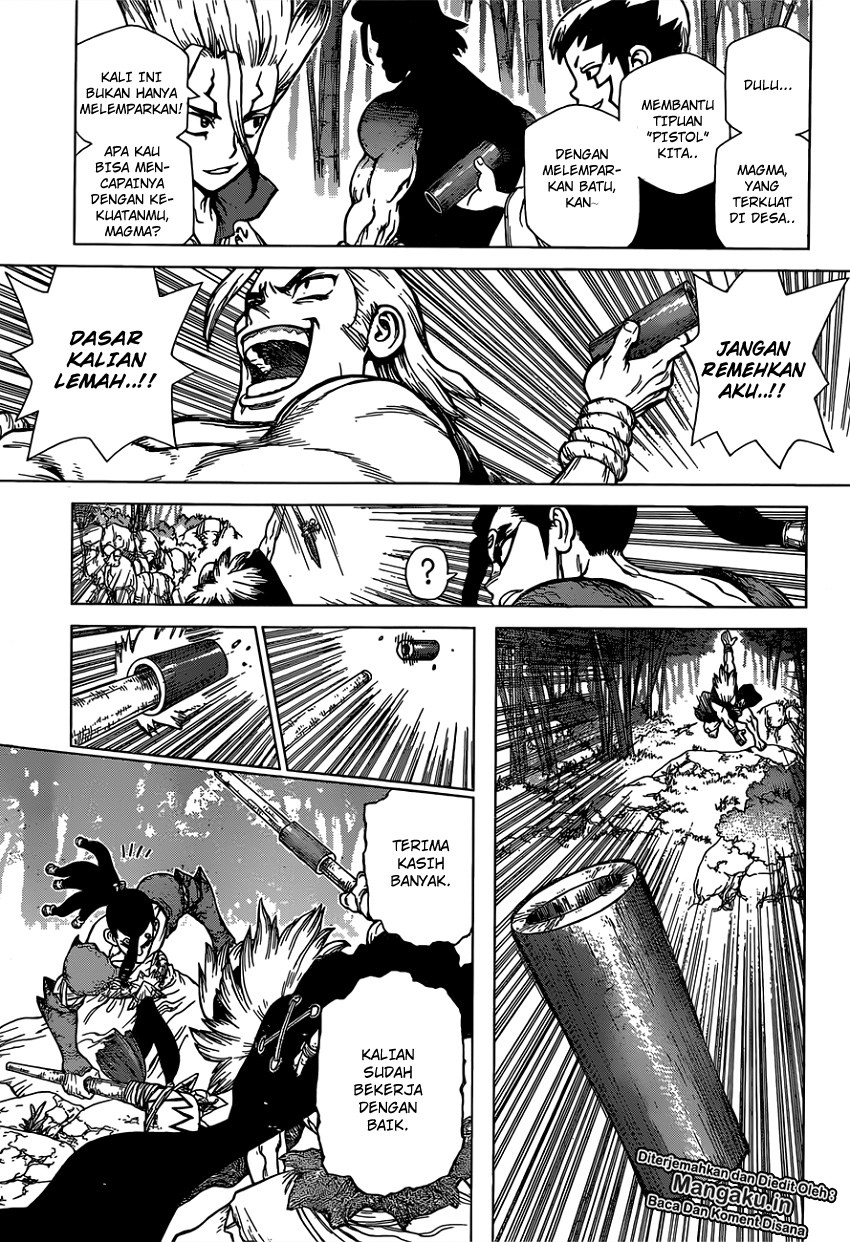 DULU...
MAGMA,
YANG
TERKUAT
DI DESA..
MEMBANTU
TIPUAN
"PISTOL"
KITA..
DENGAN
MELEMPAR-
KAN BATU,
KAN~
KALI INI
BUKAN HANYA
MELEMPARKAN!
APA KAU
BISA MEN-
CAPAINYA
DENGAN KE-
KUATANMU,
MAGMA?
JANGAN
REMEHKAN
AKU..!!
DASAR
KALIAN
LEMAH..!!
?
TERIMA
KASIH
BANYAK.
KALIAN
SUDAH
BEKERJA
DENGAN
BAIK.
Diterjemahkan dan Diedit Oleh :
Mangaku.in
Baca Dan Koment Disana